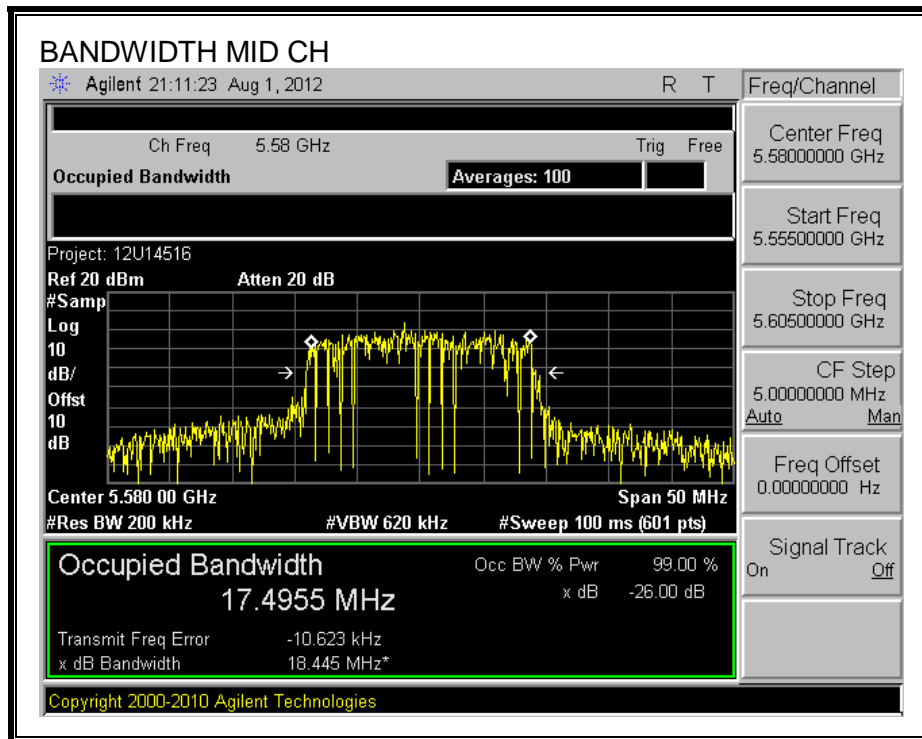 BANDWIDTH MID CH
Agilent 21:11:23 Aug 1, 2012 R T
Freq/Channel
Ch Freq 5.58 GHz Trig Free
Occupied Bandwidth Averages: 100
Project: 12U14516
Ref 20 dBm Atten 20 dB
#Samp
Log
10
dB/
Offst
10
dB
Center 5.580 00 GHz Span 50 MHz
#Res BW 200 kHz #VBW 620 kHz #Sweep 100 ms (601 pts)
Occupied Bandwidth Occ BW % Pwr 99.00 %
17.4955 MHz x dB -26.00 dB
Transmit Freq Error -10.623 kHz
x dB Bandwidth 18.445 MHz*
Copyright 2000-2010 Agilent Technologies
Center Freq
5.58000000 GHz
Start Freq
5.55500000 GHz
Stop Freq
5.60500000 GHz
CF Step
5.00000000 MHz
Auto Man
Freq Offset
0.00000000 Hz
Signal Track
On Off